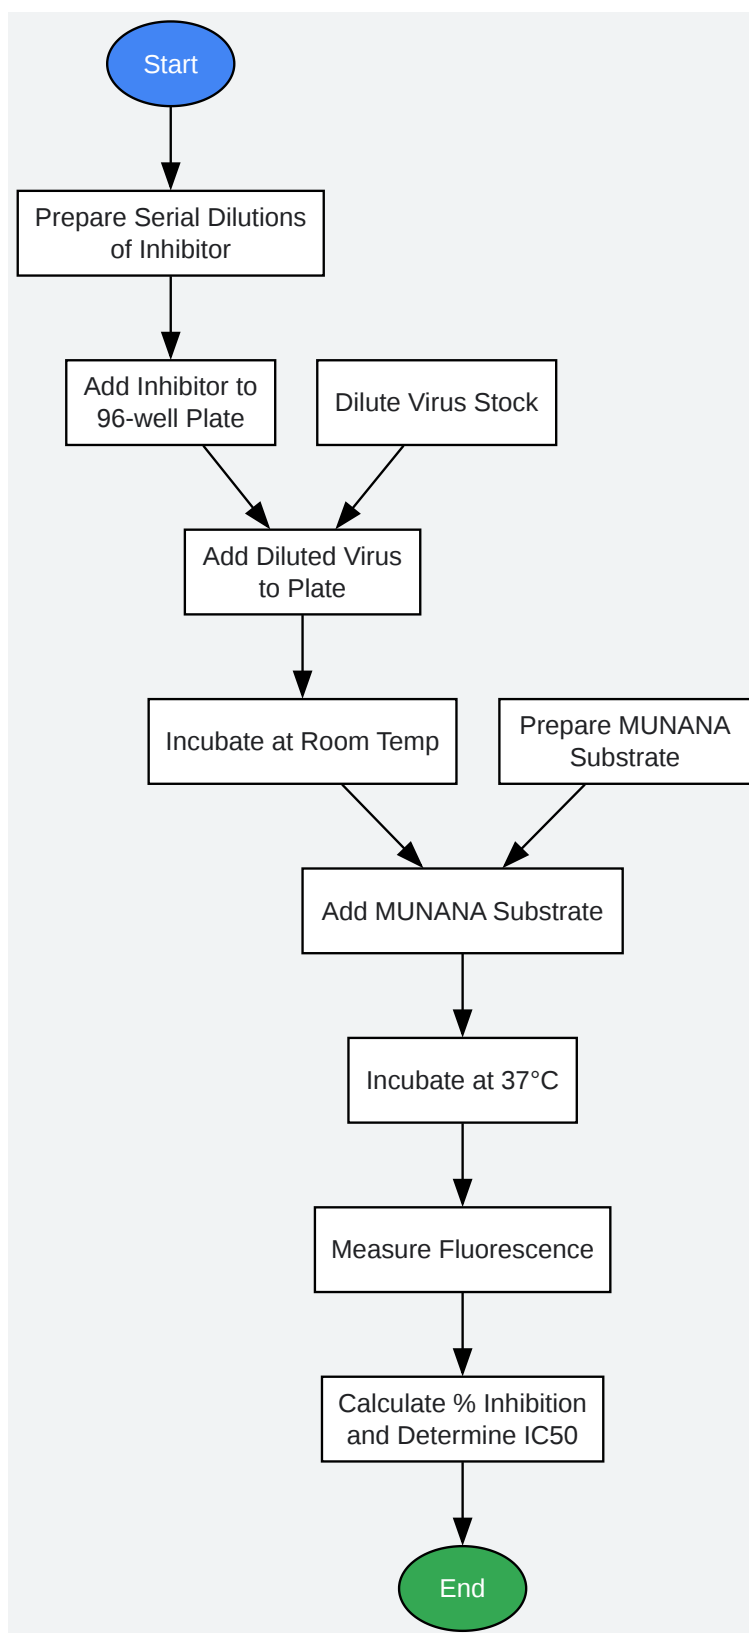 Start
Prepare Serial Dilutions
of Inhibitor
Add Inhibitor to
96-well Plate
Dilute Virus Stock
Add Diluted Virus
to Plate
Incubate at Room Temp
Prepare MUNANA
Substrate
Add MUNANA Substrate
Incubate at 37°C
Measure Fluorescence
Calculate % Inhibition
and Determine IC50
End